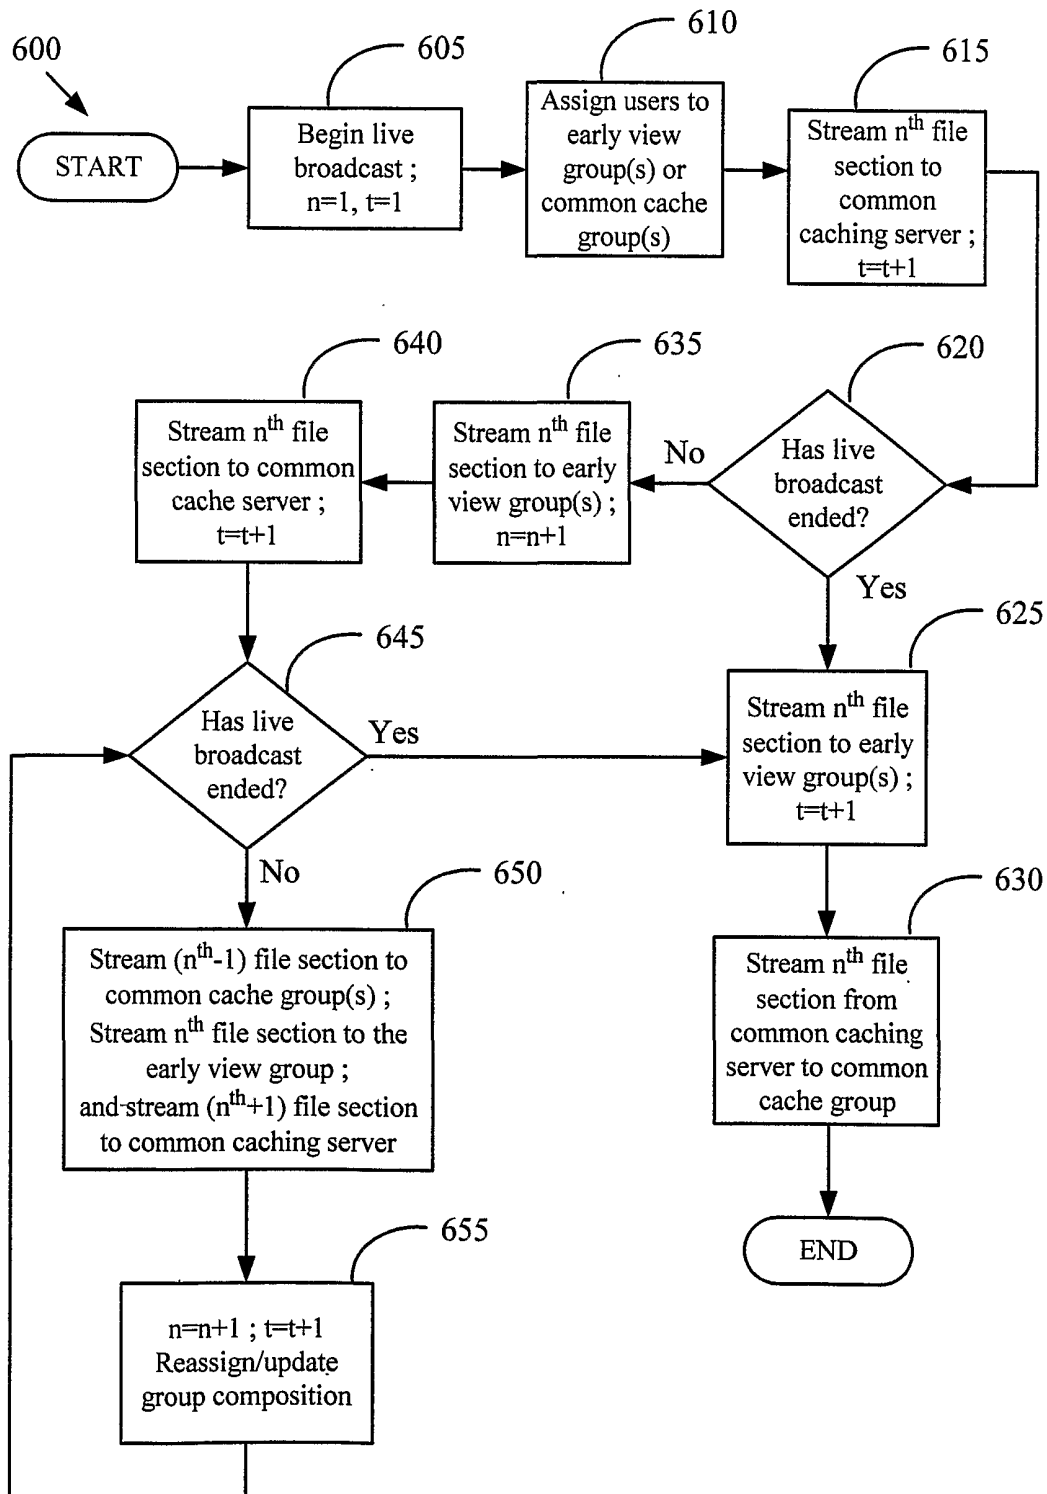 600
START
605
Begin live
broadcast ;
n=1, t=1
610
Assign users to
early view
group(s) or
common cache
group(s)
615
Stream nth file
section to
common
caching server ;
t=t+1
620
Has live
broadcast
ended?
No
Yes
635
Stream nth file
section to early
view group(s) ;
n=n+1
640
Stream nth file
section to common
cache server ;
t=t+1
645
Has live
broadcast
ended?
Yes
No
625
Stream nth file
section to early
view group(s) ;
t=t+1
630
Stream nth file
section from
common caching
server to common
cache group
END
650
Stream (nth-1) file section to
common cache group(s) ;
Stream nth file section to the
early view group ;
and-stream (nth+1) file section
to common caching server
655
n=n+1 ; t=t+1
Reassign/update
group composition